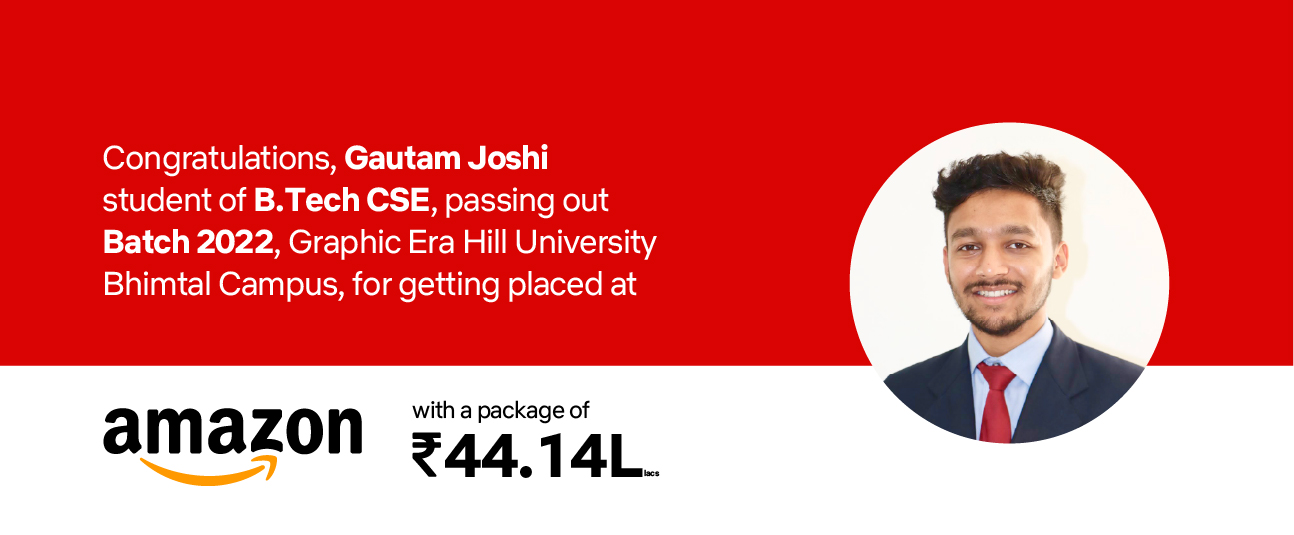 Congratulations, Gautam Joshi
student of B.Tech CSE, passing out
Batch 2022, Graphic Era Hill University
Bhimtal Campus, for getting placed at
amazon
with a package of
₹44.14L lacs